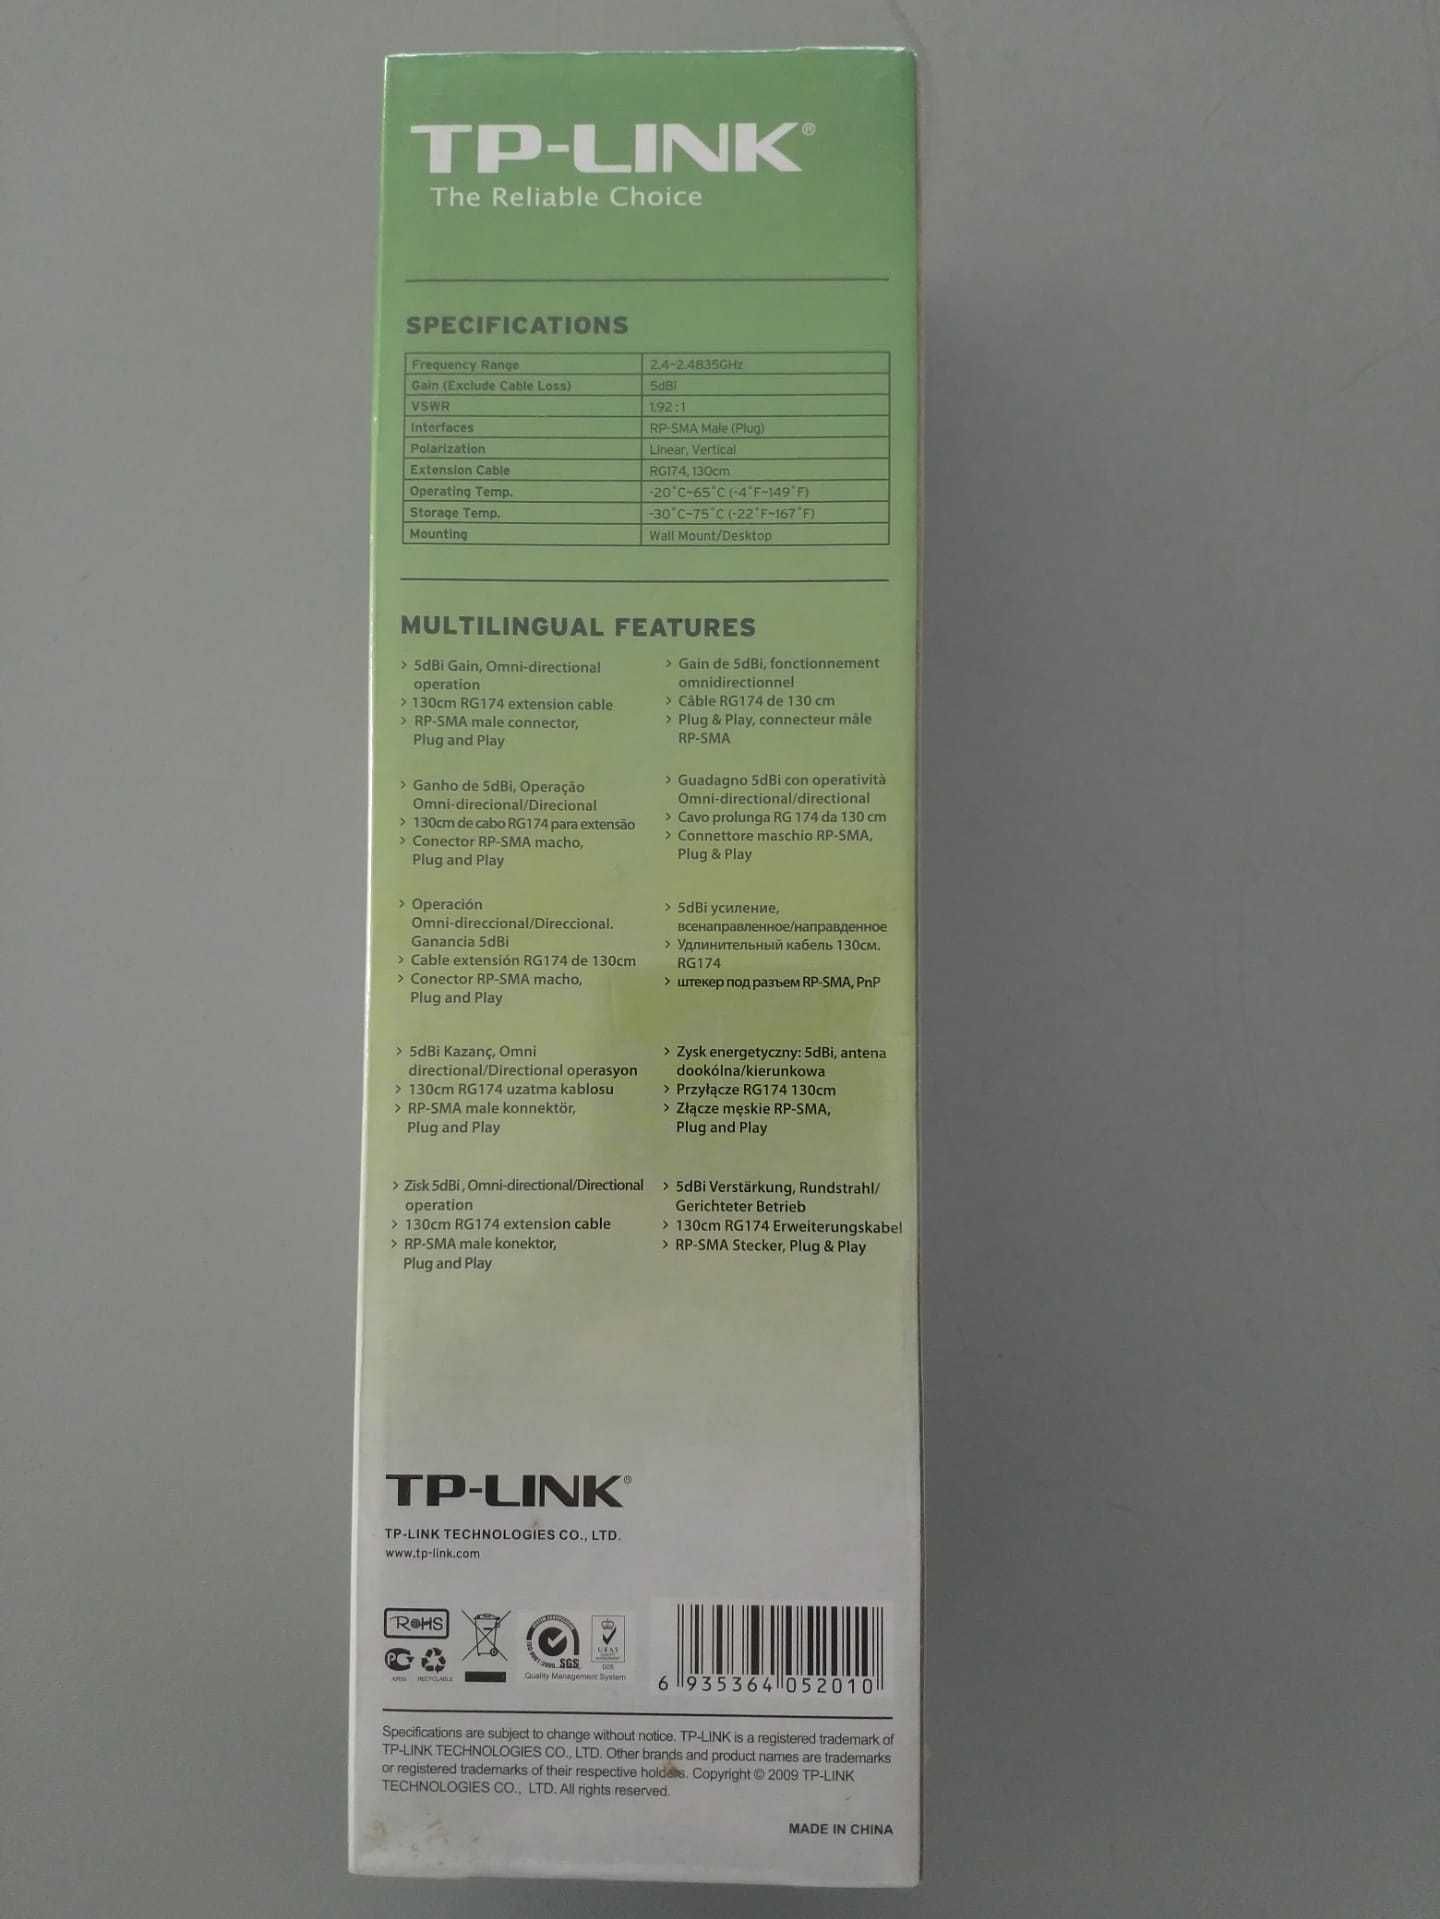 TP-LINK®
The Reliable Choice
SPECIFICATIONS
Frequency Range 2.4~2.4835GHz
Gain (Exclude Cable Loss) 5dBi
VSWR 1.92 : 1
Interfaces RP-SMA Male (Plug)
Polarization Linear, Vertical
Extension Cable RG174, 130cm
Operating Temp. -20°C~65°C (-4°F~149°F)
Storage Temp. -30°C~75°C (-22°F~167°F)
Mounting Wall Mount/Desktop
MULTILINGUAL FEATURES
> 5dBi Gain, Omni-directional
operation
> 130cm RG174 extension cable
> RP-SMA male connector,
Plug and Play
> Gain de 5dBi, fonctionnement
omnidirectionnel
> Câble RG174 de 130 cm
> Plug & Play, connecteur mâle
RP-SMA
> Ganho de 5dBi, Operação
Omni-direcional/Direcional
> 130cm de cabo RG174 para extensão
> Conector RP-SMA macho,
Plug and Play
> Guadagno 5dBi con operatività
Omni-directional/directional
> Cavo prolunga RG 174 da 130 cm
> Connettore maschio RP-SMA,
Plug & Play
> Operación
Omni-direccional/Direccional.
Ganancia 5dBi
> Cable extensión RG174 de 130cm
> Conector RP-SMA macho,
Plug and Play
> 5dBi усиление,
всенаправленное/направденное
> Удлинительный кабель 130см.
RG174
> штекер под разъем RP-SMA, PnP
> 5dBi Kazanç, Omni
directional/Directional operasyon
> 130cm RG174 uzatma kablosu
> RP-SMA male konnektör,
Plug and Play
> Zysk energetyczny: 5dBi, antena
dookólna/kierunkowa
> Przyłącze RG174 130cm
> Złącze męskie RP-SMA,
Plug and Play
> Zisk 5dBi , Omni-directional/Directional
operation
> 130cm RG174 extension cable
> RP-SMA male konektor,
Plug and Play
> 5dBi Verstärkung, Rundstrahl/
Gerichteter Betrieb
> 130cm RG174 Erweiterungskabel
> RP-SMA Stecker, Plug & Play
TP-LINK®
TP-LINK TECHNOLOGIES CO., LTD.
www.tp-link.com
RoHS
RECYCLABLE
SGS
UKAS
005
Quality Management System
6 935364 052010
Specifications are subject to change without notice. TP-LINK is a registered trademark of
TP-LINK TECHNOLOGIES CO., LTD. Other brands and product names are trademarks
or registered trademarks of their respective holders. Copyright © 2009 TP-LINK
TECHNOLOGIES CO., LTD. All rights reserved.
MADE IN CHINA